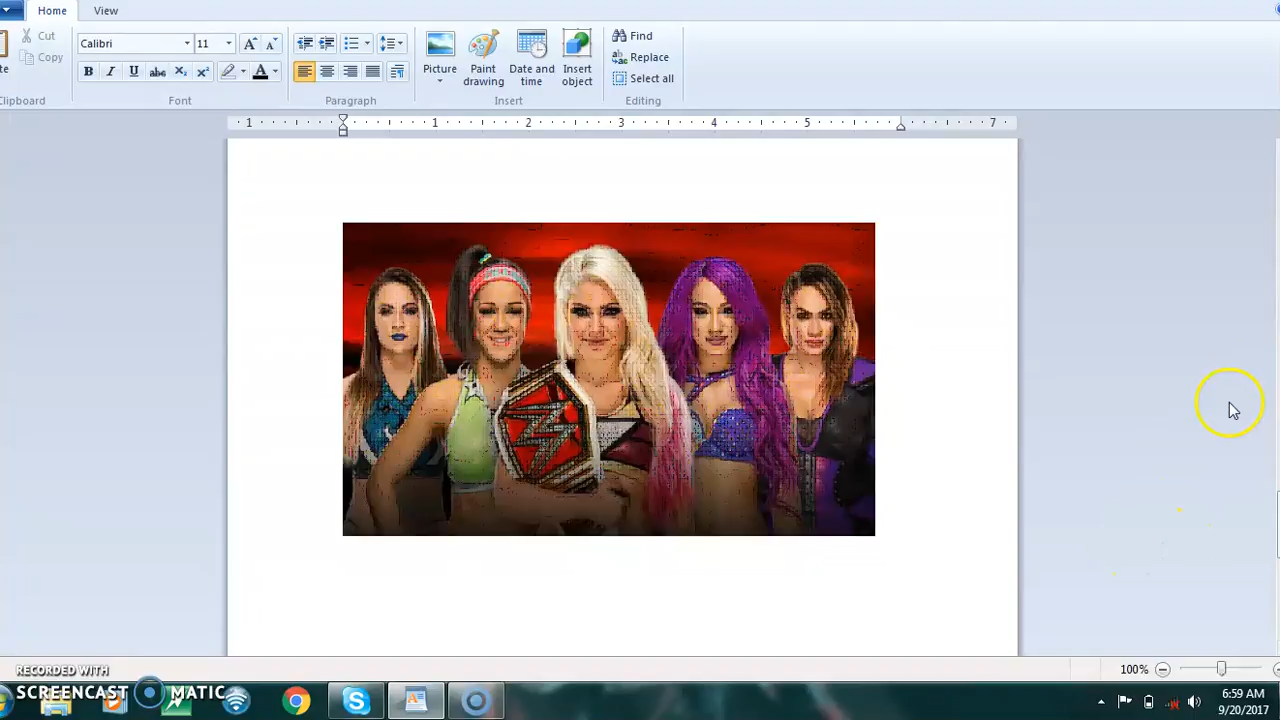 Home View
Cut
Copy
Calibri 11
Find
Replace
Select all
Picture
Paint drawing
Date and time
Insert object
Font
Paragraph
Insert
Editing
1 1 2 3 4 5 7
RECORDED WITH
SCREENCAST MATIC
100%
6:59 AM
9/20/2017